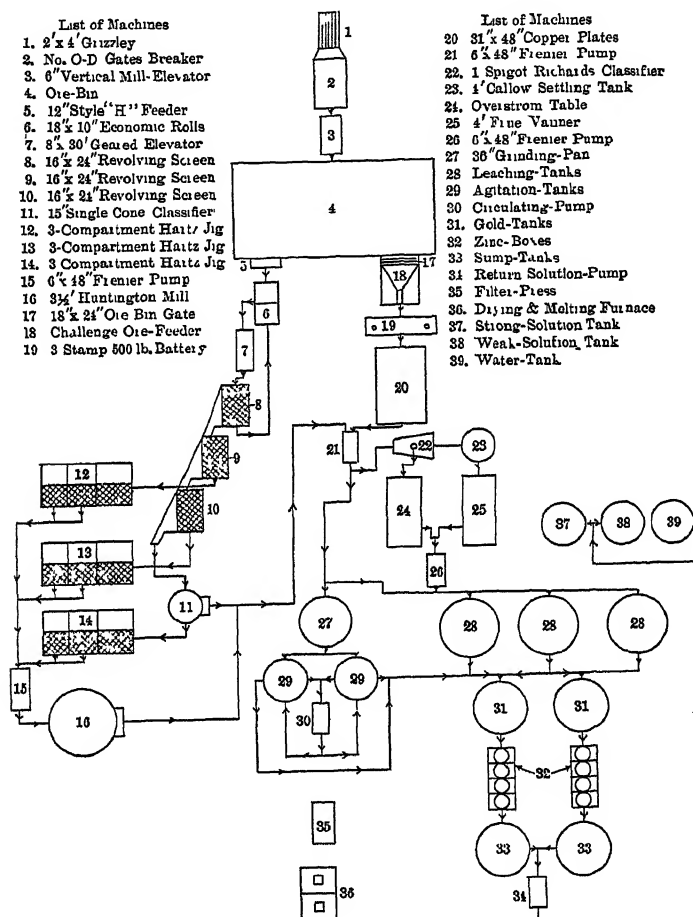 List of Machines
1. 2'x 4' Grizzley
2. No. O-D Gates Breaker
3. 6"Vertical Mill-Elevator
4. Ore-Bin
5. 12"Style "H" Feeder
6. 18"x 10"Economic Rolls
7. 8"x 30' Geared Elevator
8. 16"x 24"Revolving Screen
9. 16"x 24"Revolving Screen
10. 16"x 24"Revolving Screen
11. 15"Single Cone Classifier
12. 3-Compartment Hartz Jig
13 3-Compartment Hartz Jig
14. 3 Compartment Hartz Jig
15 6"x 48"Frenier Pump
16 3½' Huntington Mill
17 18"x 24"Ore Bin Gate
18 Challenge Ore-Feeder
19 3 Stamp 500 lb. Battery
List of Machines
20 31"x 48"Copper Plates
21 6"x 48"Frenier Pump
22. 1 Spigot Richards Classifier
23. 4'Callow Settling Tank
24. Overstrom Table
25 4' Frue Vanner
26 6"x 48"Frenier Pump
27 36"Grinding-Pan
28 Leaching-Tanks
29 Agitation-Tanks
30 Circulating-Pump
31. Gold-Tanks
32 Zinc-Boxes
33 Sump-Tanks
34 Return Solution-Pump
35 Filter-Press
36. Drying & Melting Furnace
37. Strong-Solution Tank
38 Weak-Solution Tank
39. Water-Tank
1
2
3
4
5
17
18
6
19
7
20
8
21
22
23
9
12
24
25
10
37
38
39
13
26
11
14
27
28
28
28
15
29
29
16
30
31
31
32
35
33
33
36
34